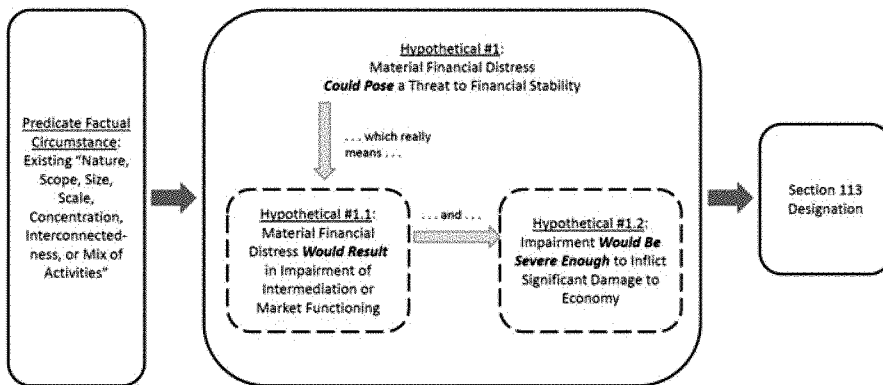 Predicate Factual
Circumstance:
Existing “Nature,
Scope, Size,
Scale,
Concentration,
Interconnected-
ness, or Mix of
Activities”
Hypothetical #1:
Material Financial Distress
Could Pose a Threat to Financial Stability
. . . which really
means . . .
Hypothetical #1.1:
Material Financial
Distress Would Result
in Impairment of
Intermediation or
Market Functioning
. . . and . . .
Hypothetical #1.2:
Impairment Would Be
Severe Enough to Inflict
Significant Damage to
Economy
Section 113
Designation